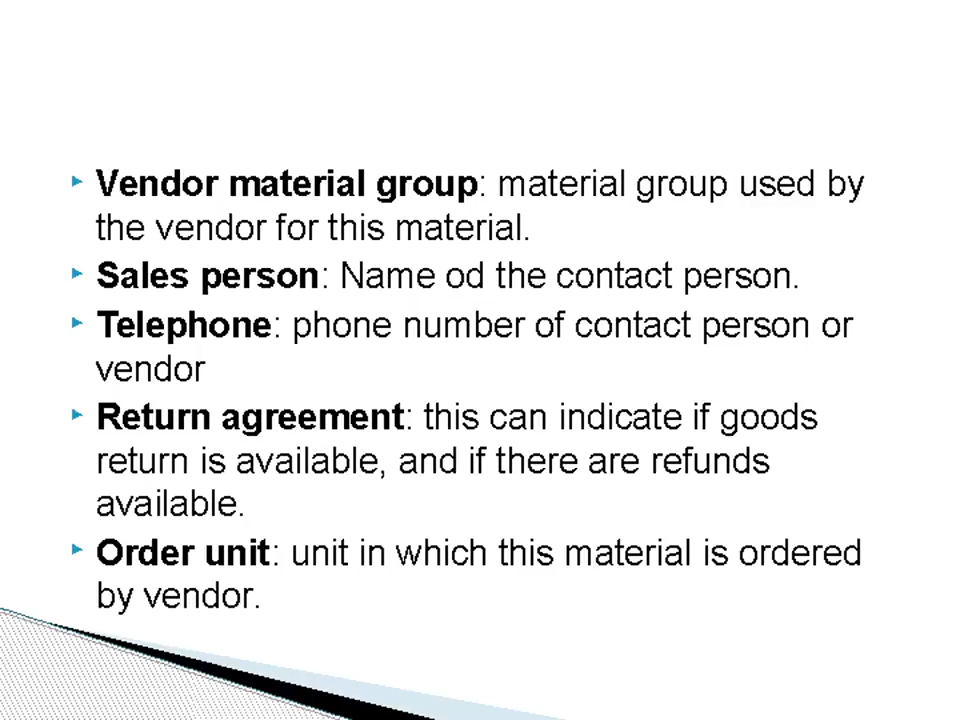 Vendor material group: material group used by
the vendor for this material.
Sales person: Name od the contact person.
Telephone: phone number of contact person or
vendor
Return agreement: this can indicate if goods
return is available, and if there are refunds
available.
Order unit: unit in which this material is ordered
by vendor.